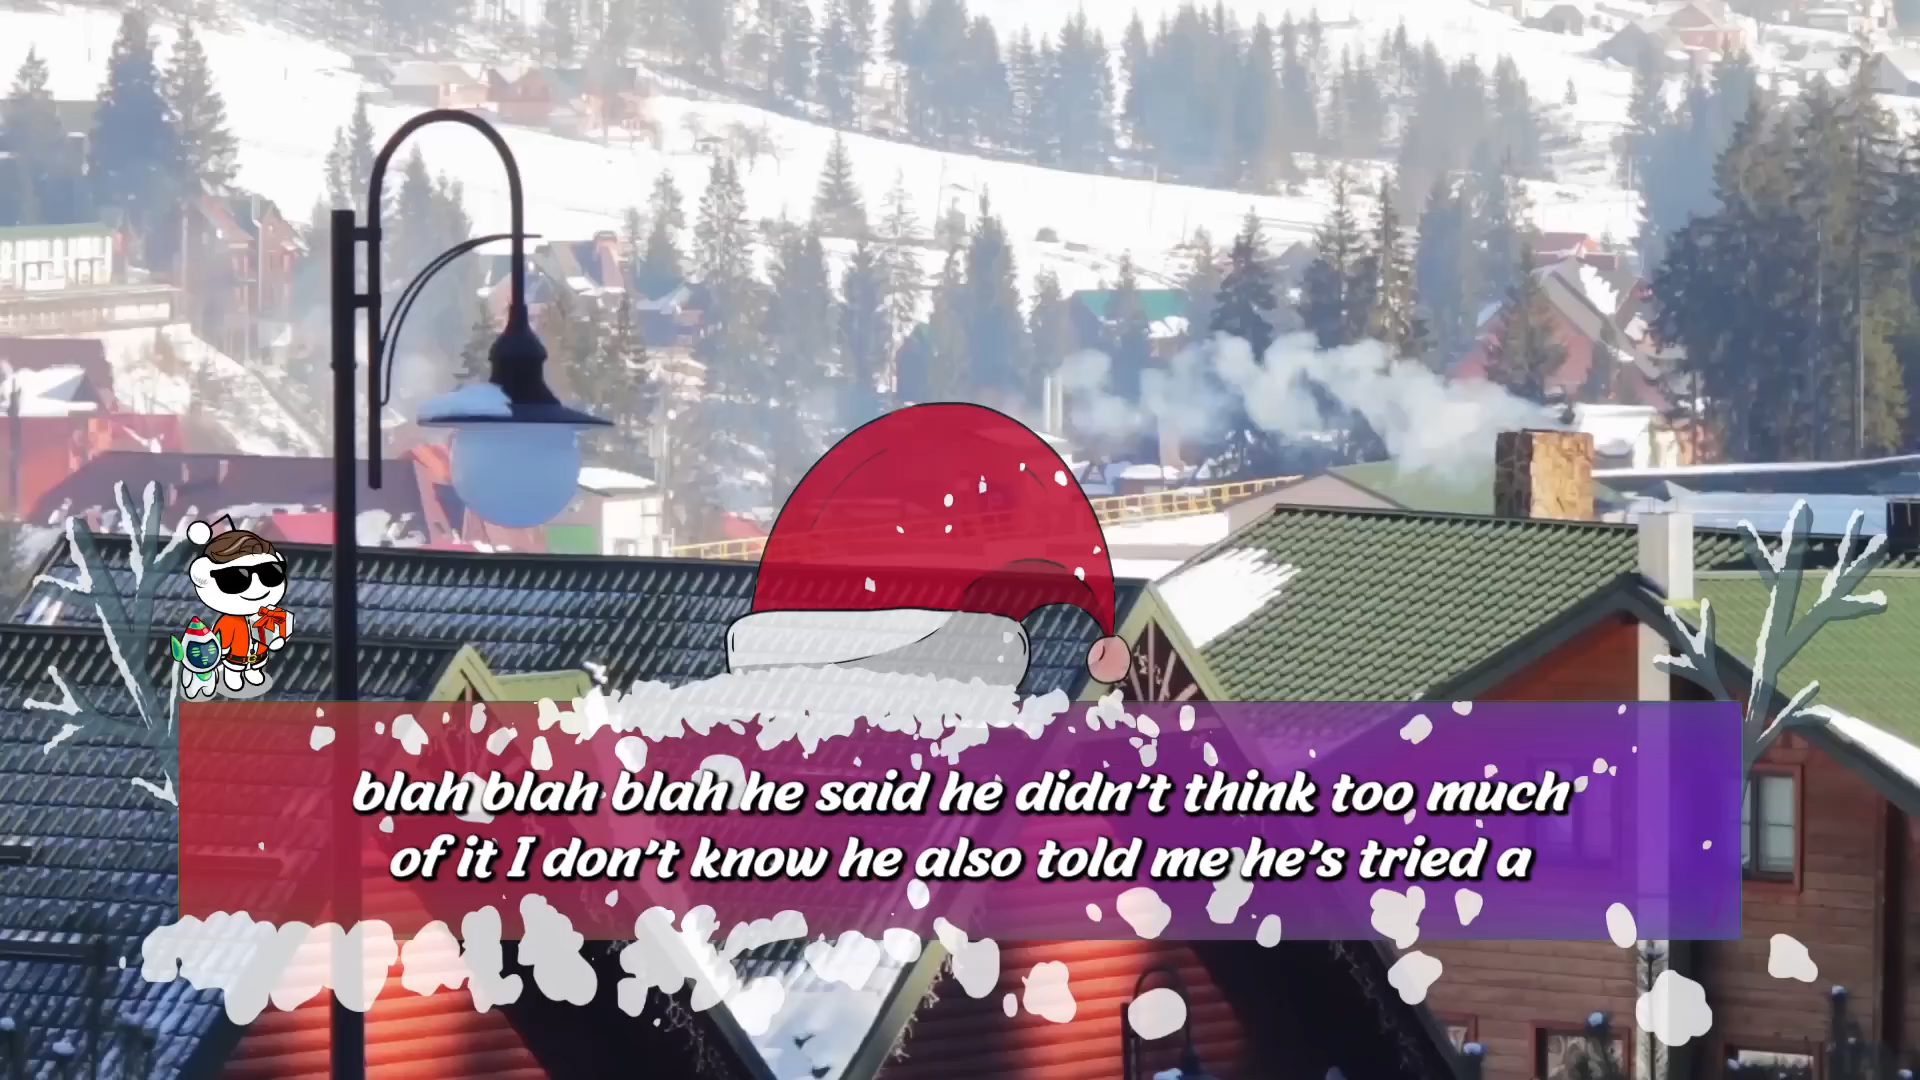 blah blah blah he said he didn't think too much
of it I don't know he also told me he's tried a